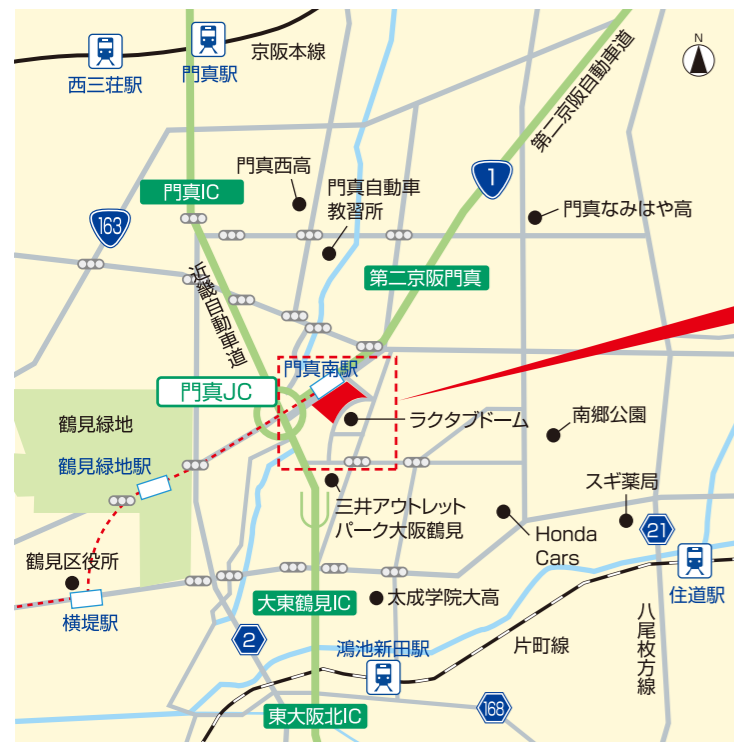 京阪本線
N
西三荘駅
門真駅
第二京阪自動車道
門真西高
門真IC
門真自動車
教習所
1
門真なみはや高
163
第二京阪門真
近畿自動車道
門真南駅
門真JC
鶴見緑地
ラクタブドーム
南郷公園
鶴見緑地駅
スギ薬局
三井アウトレット
パーク大阪鶴見
Honda
Cars
21
鶴見区役所
大東鶴見IC
太成学院大高
住道駅
横堤駅
2
鴻池新田駅
片町線
八尾枚方線
168
東大阪北IC